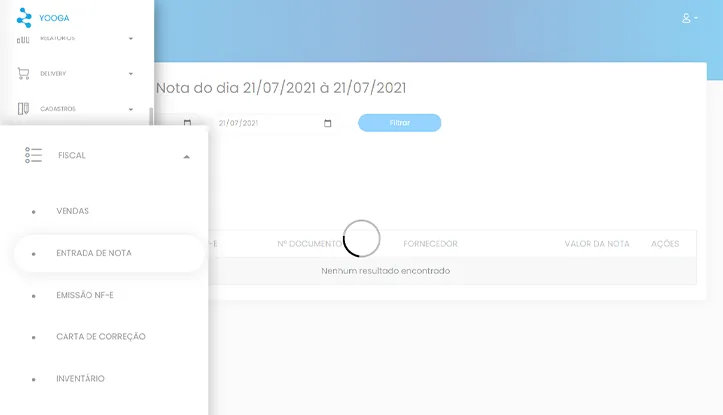 YOOGA
RELATÓRIOS
DELIVERY
CADASTROS
FISCAL
VENDAS
ENTRADA DE NOTA
EMISSÃO NF-E
CARTA DE CORREÇÃO
INVENTÁRIO
Nota do dia 21/07/2021 à 21/07/2021
21/07/2021 Filtrar
-E Nº DOCUMENTO FORNECEDOR VALOR DA NOTA AÇÕES
Nenhum resultado encontrado